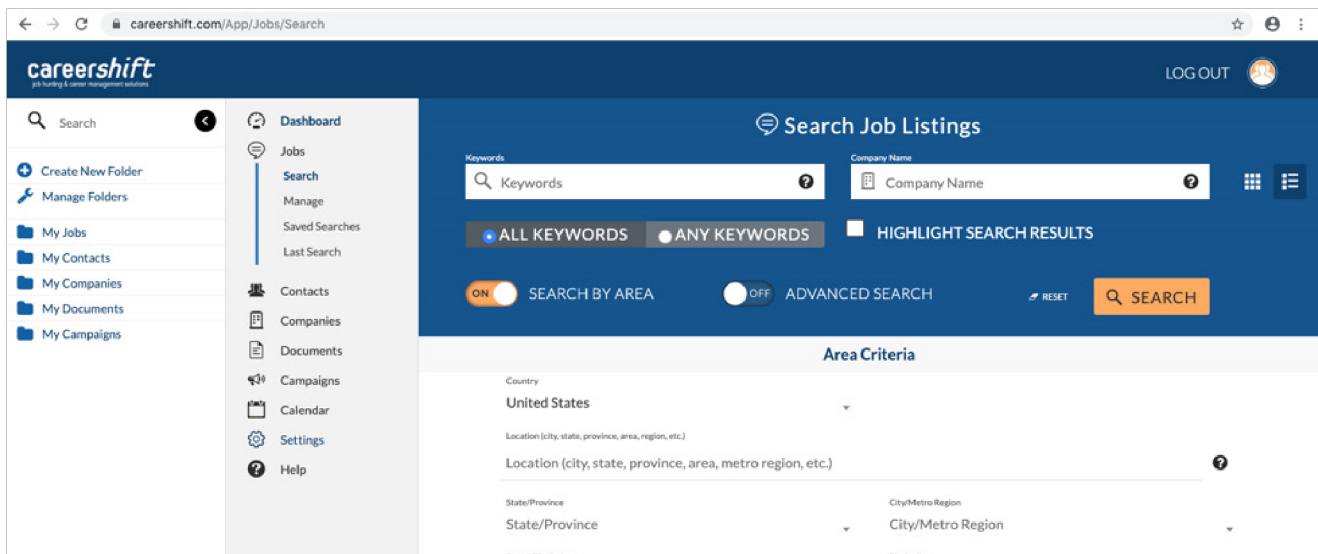 careershift.com/App/Jobs/Search
careershift
job hunting & career management solutions
LOG OUT
Search
Create New Folder
Manage Folders
My Jobs
My Contacts
My Companies
My Documents
My Campaigns
Dashboard
Jobs
Search
Manage
Saved Searches
Last Search
Contacts
Companies
Documents
Campaigns
Calendar
Settings
Help
Search Job Listings
Keywords
Company Name
Keywords
Company Name
ALL KEYWORDS
ANY KEYWORDS
HIGHLIGHT SEARCH RESULTS
ON
SEARCH BY AREA
OFF
ADVANCED SEARCH
RESET
SEARCH
Area Criteria
Country
United States
Location (city, state, province, area, region, etc.)
Location (city, state, province, area, metro region, etc.)
State/Province
City/Metro Region
State/Province
City/Metro Region